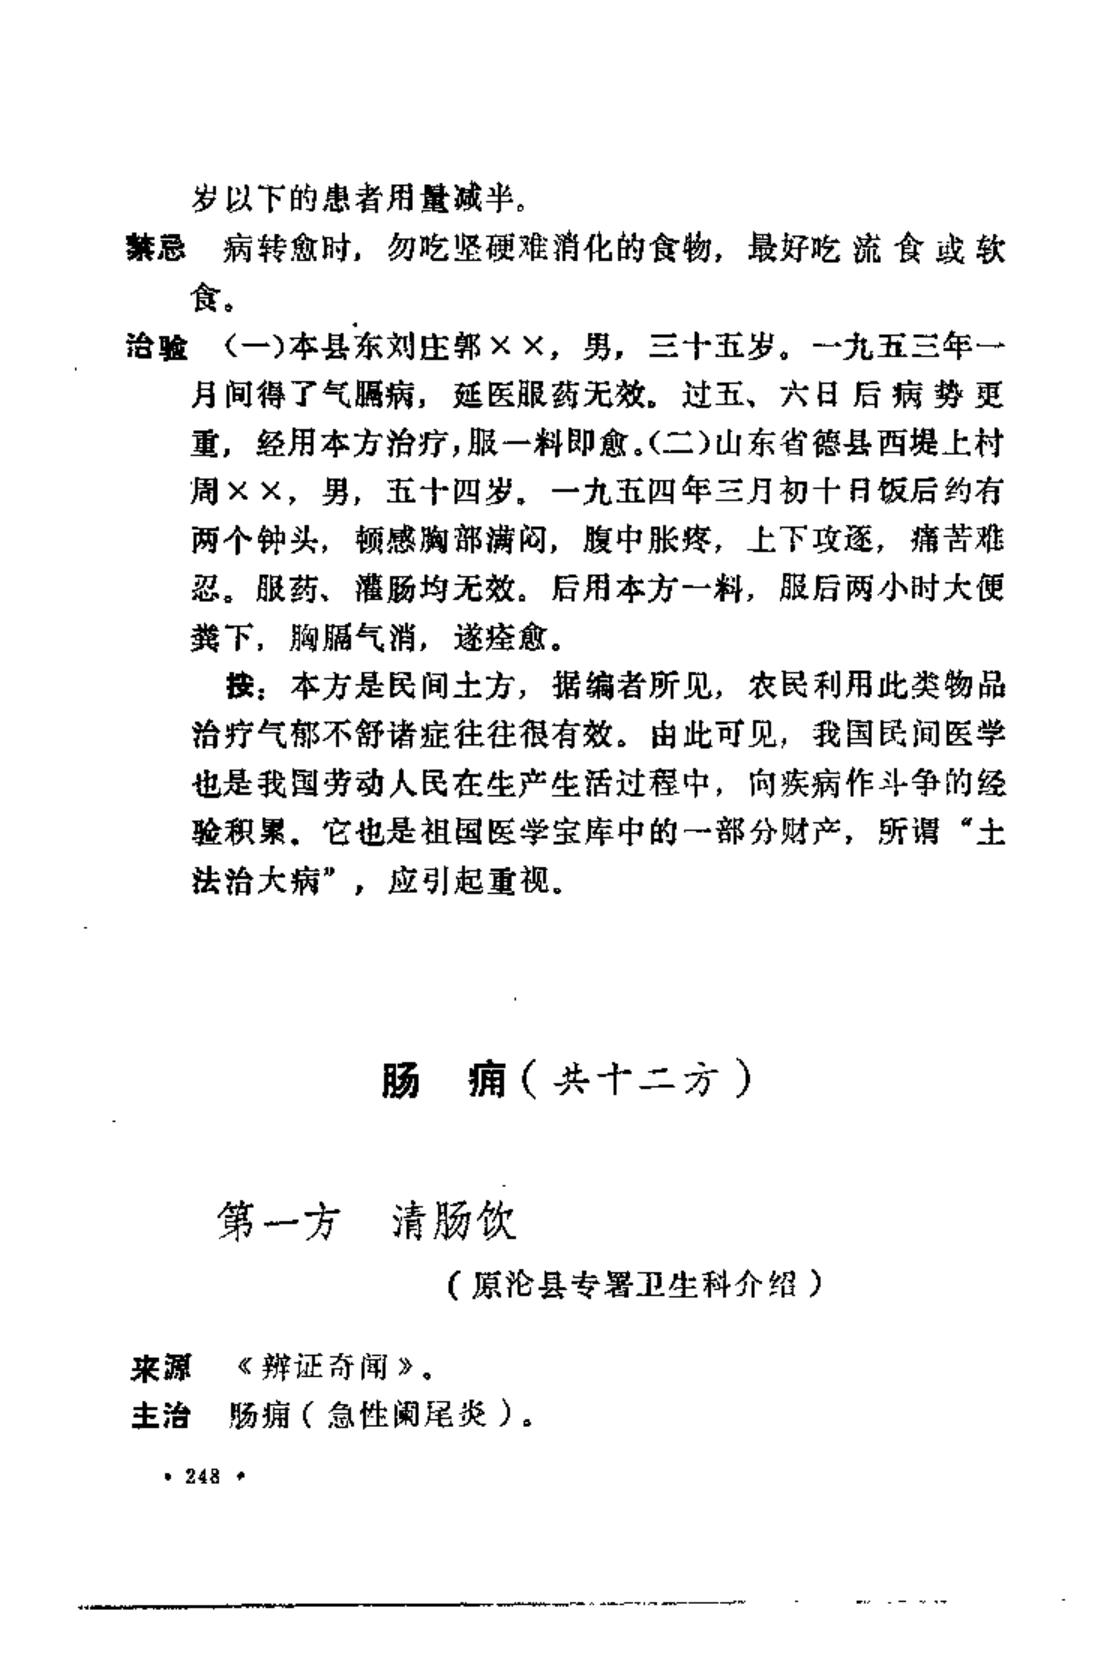 岁以下的患者用量减半。
禁忌　病转愈时，勿吃坚硬难消化的食物，最好吃流食或软
食。
治验　（一）本县东刘庄郭××，男，三十五岁。一九五三年一
月间得了气膈病，延医服药无效。过五、六日后病势更
重，经用本方治疗，服一料即愈。（二）山东省德县西堤上村
周××，男，五十四岁。一九五四年三月初十日饭后约有
两个钟头，顿感胸部满闷，腹中胀疼，上下攻逐，痛苦难
忍。服药、灌肠均无效。后用本方一料，服后两小时大便
粪下，胸膈气消，遂痊愈。
按：本方是民间土方，据编者所见，农民利用此类物品
治疗气郁不舒诸症往往很有效。由此可见，我国民间医学
也是我国劳动人民在生产生活过程中，向疾病作斗争的经
验积累。它也是祖国医学宝库中的一部分财产，所谓“土
法治大病”，应引起重视。
肠　痈（共十二方）
第一方　清肠饮
（原沧县专署卫生科介绍）
来源　《辨证奇闻》。
主治　肠痈（急性阑尾炎）。
• 248 •